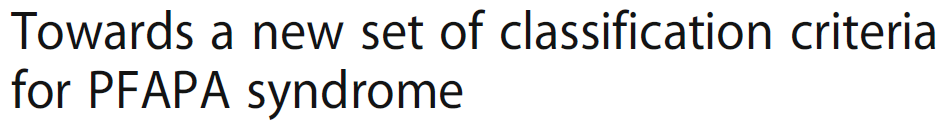 Towards a new set of classification criteria
for PFAPA syndrome